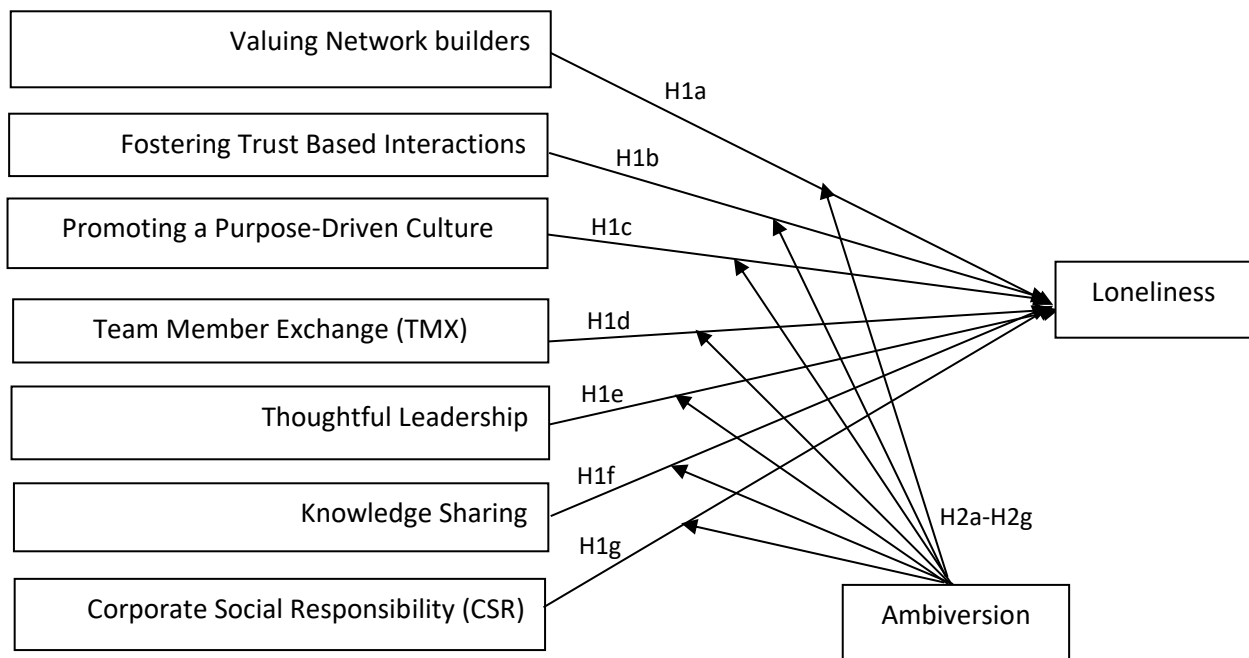 Valuing Network builders
H1a
Fostering Trust Based Interactions
H1b
Promoting a Purpose-Driven Culture
H1c
Loneliness
Team Member Exchange (TMX)
H1d
Thoughtful Leadership
H1e
Knowledge Sharing
H1f
H2a-H2g
Corporate Social Responsibility (CSR)
H1g
Ambiversion